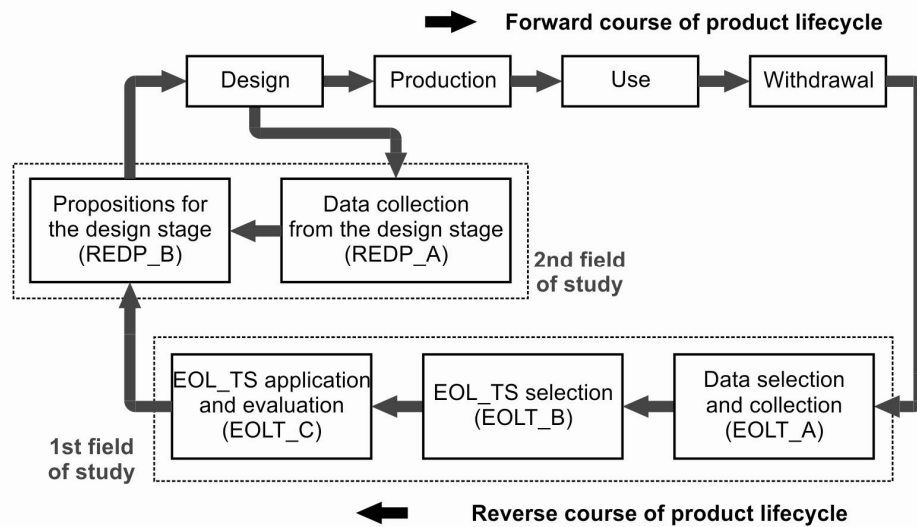 Forward course of product lifecycle
Design
Production
Use
Withdrawal
Propositions for
the design stage
(REDP_B)
Data collection
from the design stage
(REDP_A)
2nd field
of study
EOL_TS application
and evaluation
(EOLT_C)
EOL_TS selection
(EOLT_B)
Data selection
and collection
(EOLT_A)
1st field
of study
Reverse course of product lifecycle